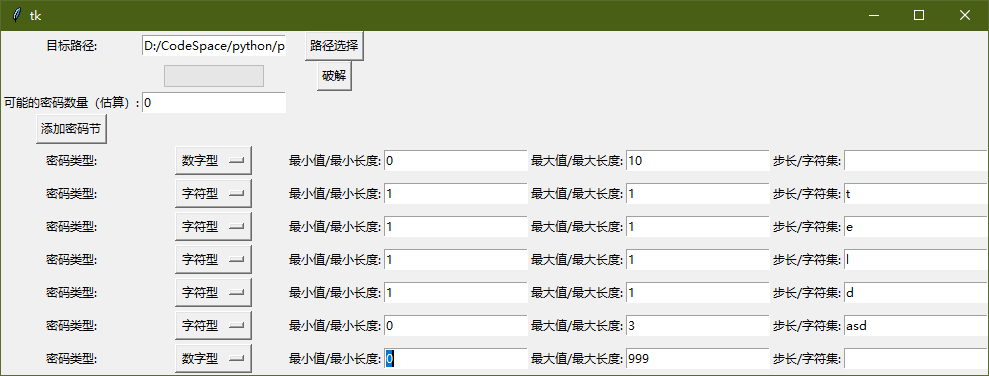 tk
目标路径: D:/CodeSpace/python/p 路径选择
破解
可能的密码数量（估算）: 0
添加密码节
密码类型: 数字型 最小值/最小长度: 0 最大值/最大长度: 10 步长/字符集:
密码类型: 字符型 最小值/最小长度: 1 最大值/最大长度: 1 步长/字符集: t
密码类型: 字符型 最小值/最小长度: 1 最大值/最大长度: 1 步长/字符集: e
密码类型: 字符型 最小值/最小长度: 1 最大值/最大长度: 1 步长/字符集: l
密码类型: 字符型 最小值/最小长度: 1 最大值/最大长度: 1 步长/字符集: d
密码类型: 字符型 最小值/最小长度: 0 最大值/最大长度: 3 步长/字符集: asd
密码类型: 数字型 最小值/最小长度: 0 最大值/最大长度: 999 步长/字符集: